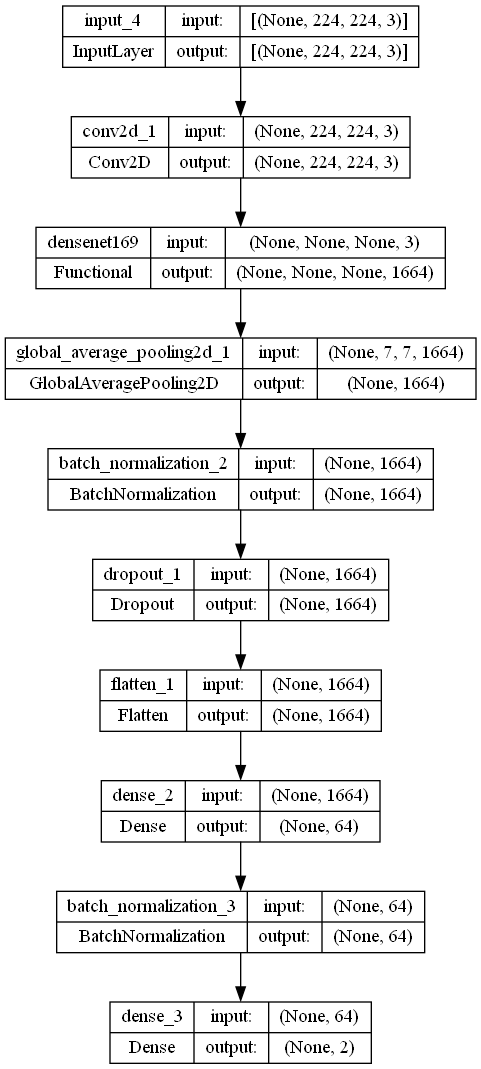 input_4 input: [(None, 224, 224, 3)]
InputLayer output: [(None, 224, 224, 3)]
conv2d_1 input: (None, 224, 224, 3)
Conv2D output: (None, 224, 224, 3)
densenet169 input: (None, None, None, 3)
Functional output: (None, None, None, 1664)
global_average_pooling2d_1 input: (None, 7, 7, 1664)
GlobalAveragePooling2D output: (None, 1664)
batch_normalization_2 input: (None, 1664)
BatchNormalization output: (None, 1664)
dropout_1 input: (None, 1664)
Dropout output: (None, 1664)
flatten_1 input: (None, 1664)
Flatten output: (None, 1664)
dense_2 input: (None, 1664)
Dense output: (None, 64)
batch_normalization_3 input: (None, 64)
BatchNormalization output: (None, 64)
dense_3 input: (None, 64)
Dense output: (None, 2)